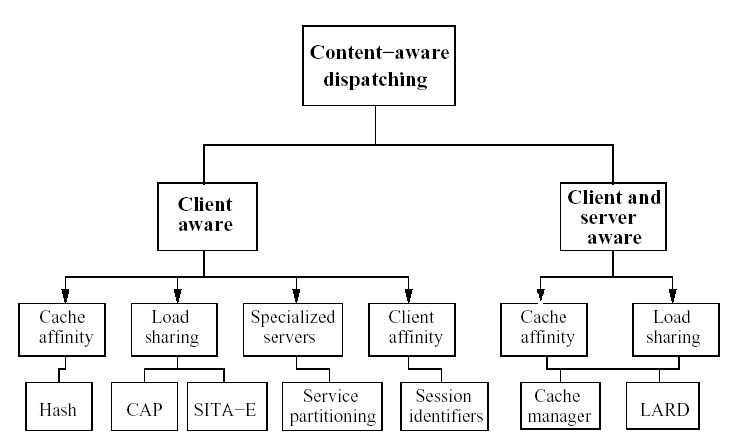 Content−aware
dispatching
Client
aware
Client and
server
aware
Cache
affinity
Load
sharing
Specialized
servers
Client
affinity
Cache
affinity
Load
sharing
Hash
CAP
SITA−E
Service
partitioning
Session
identifiers
Cache
manager
LARD